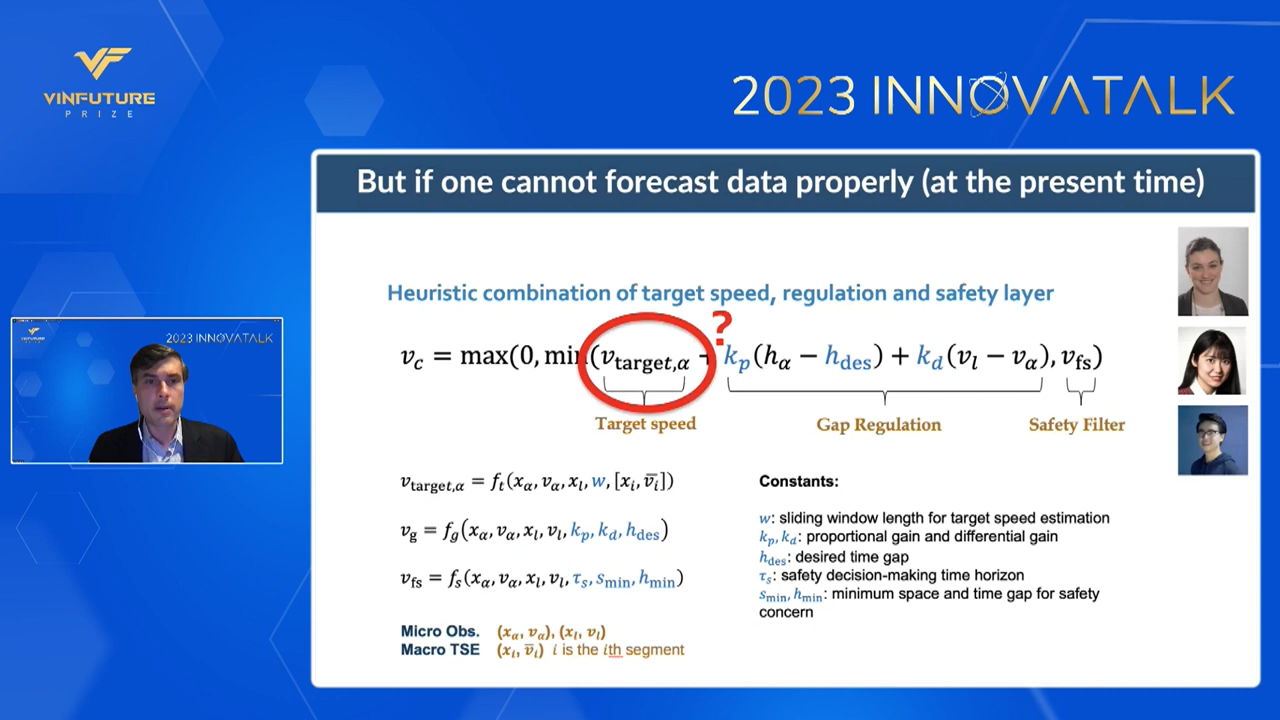 VINFUTURE
PRIZE
2023 INNOVATALK
But if one cannot forecast data properly (at the present time)
Heuristic combination of target speed, regulation and safety layer
?
v_c = max(0, min(v_target,α + k_p(h_α − h_des) + k_d(v_l − v_α), v_fs)
Target speed
Gap Regulation
Safety Filter
v_target,α = f_t(x_α, v_α, x_l, w, [x_i, v̅_i])
v_g = f_g(x_α, v_α, x_l, v_l, k_p, k_d, h_des)
v_fs = f_s(x_α, v_α, x_l, v_l, τ_s, s_min, h_min)
Micro Obs. (x_α, v_α), (x_l, v_l)
Macro TSE (x_i, v̅_i) i is the ith segment
Constants:
w: sliding window length for target speed estimation
k_p, k_d: proportional gain and differential gain
h_des: desired time gap
τ_s: safety decision-making time horizon
s_min, h_min: minimum space and time gap for safety
concern
VINFUTURE
2023 INNOVATALK